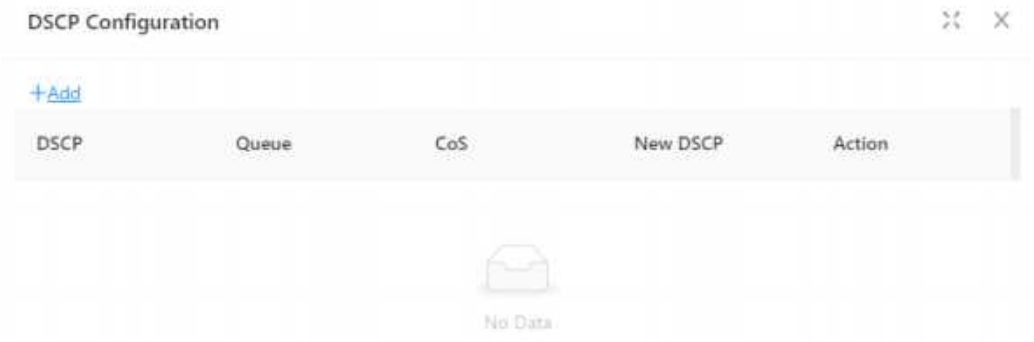 DSCP Configuration
+Add
DSCP Queue CoS New DSCP Action
No Data